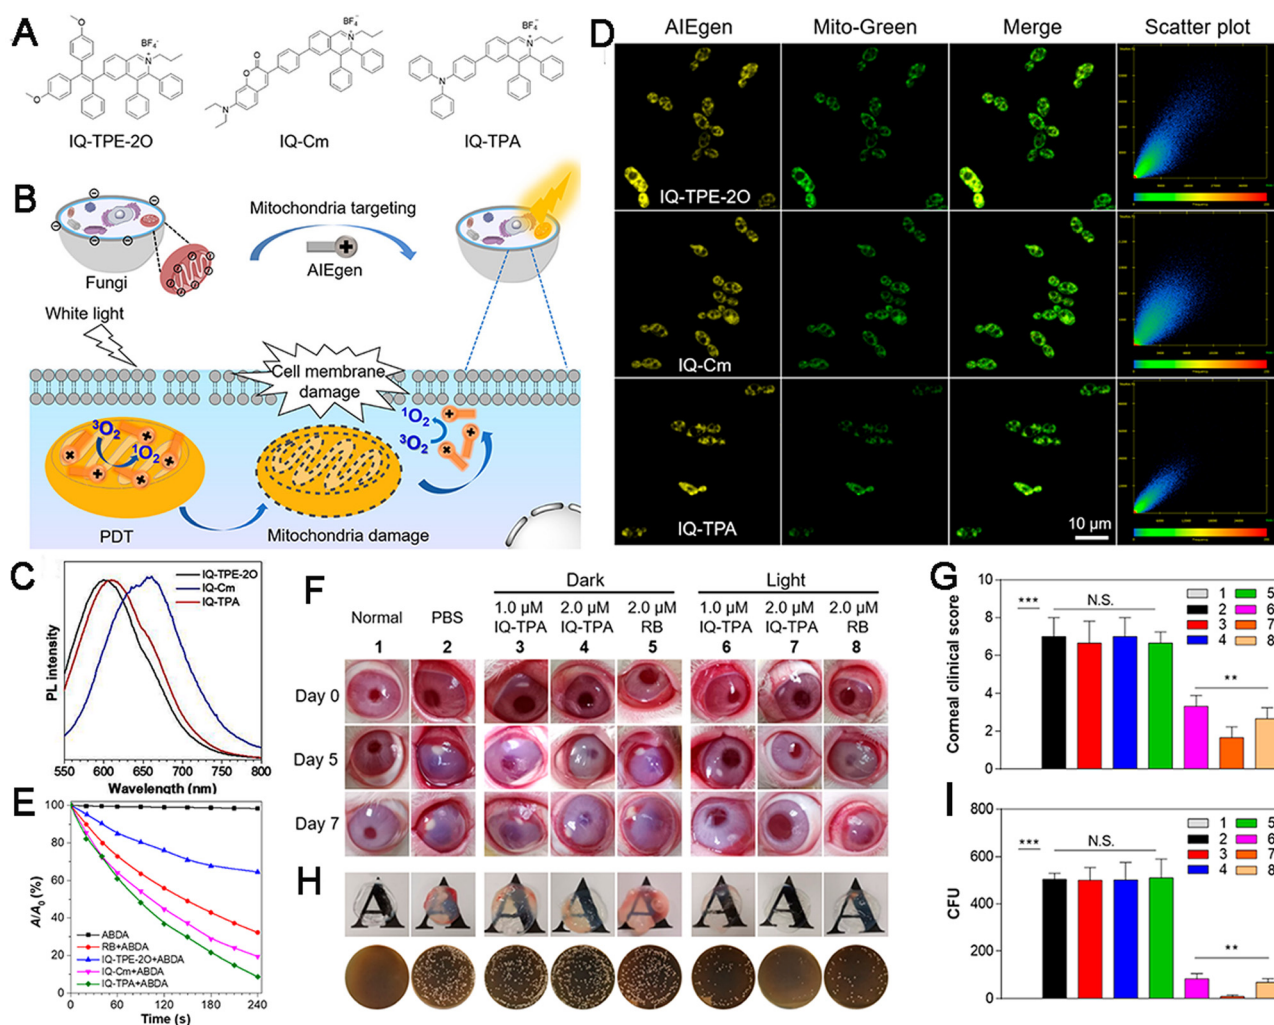 A
BF₄⁻
N⁺
O
O
IQ-TPE-2O
BF₄⁻
N⁺
O
O
N
IQ-Cm
BF₄⁻
N⁺
N
IQ-TPA
B
Fungi
Mitochondria targeting
AIEgen
White light
Cell membrane
damage
³O₂
¹O₂
PDT
Mitochondria damage
¹O₂
³O₂
C
PL intensity
IQ-TPE-2O
IQ-Cm
IQ-TPA
550 600 650 700 750 800
Wavelength (nm)
D
AIEgen Mito-Green Merge Scatter plot
IQ-TPE-2O
IQ-Cm
IQ-TPA
10 µm
E
A/A₀ (%)
100
80
60
40
20
0
ABDA
RB+ABDA
IQ-TPE-2O+ABDA
IQ-Cm+ABDA
IQ-TPA+ABDA
0 60 120 180 240
Time (s)
F
Dark Light
Normal PBS 1.0 µM 2.0 µM 2.0 µM 1.0 µM 2.0 µM 2.0 µM
IQ-TPA IQ-TPA RB IQ-TPA IQ-TPA RB
1 2 3 4 5 6 7 8
Day 0
Day 5
Day 7
H
A A A A A A A A
G
Corneal clinical score
10
8
6
4
2
0
*** N.S. **
1 5
2 6
3 7
4 8
I
CFU
800
600
400
200
0
*** N.S. **
1 5
2 6
3 7
4 8